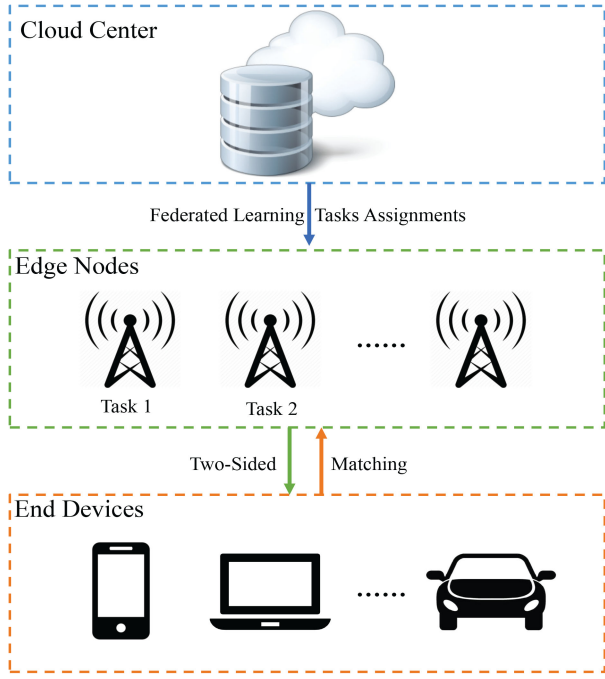 Cloud Center
Federated Learning Tasks Assignments
Edge Nodes
......
Task 1 Task 2
Two-Sided Matching
End Devices
......